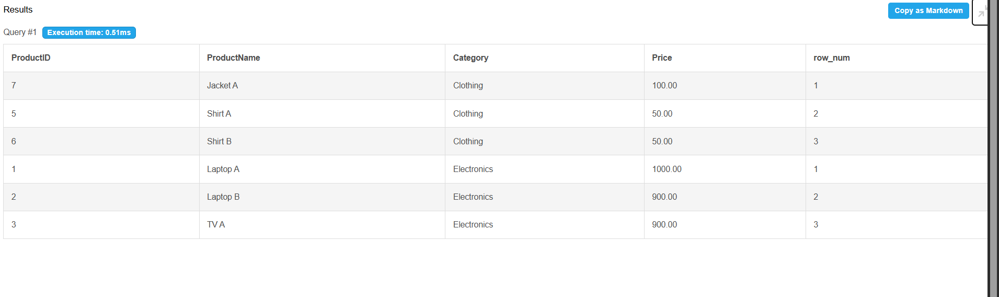 Results
Copy as Markdown
Query #1 Execution time: 0.51ms
ProductID ProductName Category Price row_num
7 Jacket A Clothing 100.00 1
5 Shirt A Clothing 50.00 2
6 Shirt B Clothing 50.00 3
1 Laptop A Electronics 1000.00 1
2 Laptop B Electronics 900.00 2
3 TV A Electronics 900.00 3